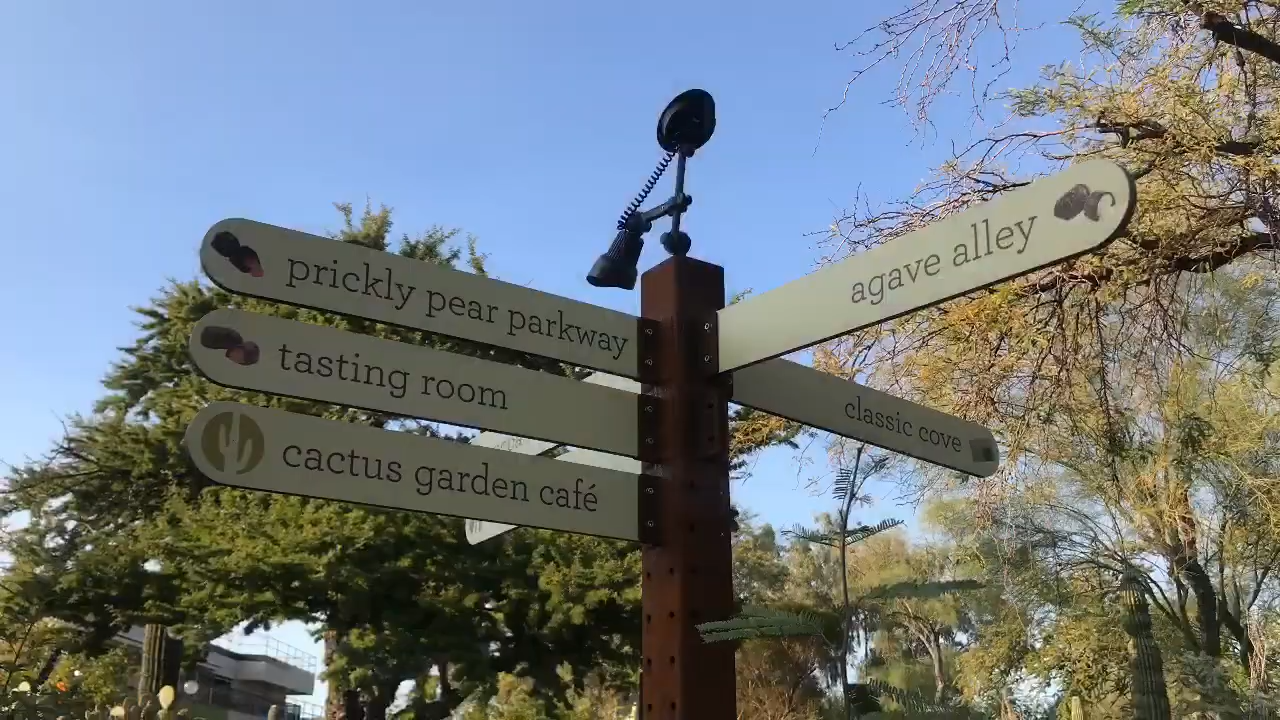 prickly pear parkway
tasting room
cactus garden café
agave alley
classic cove